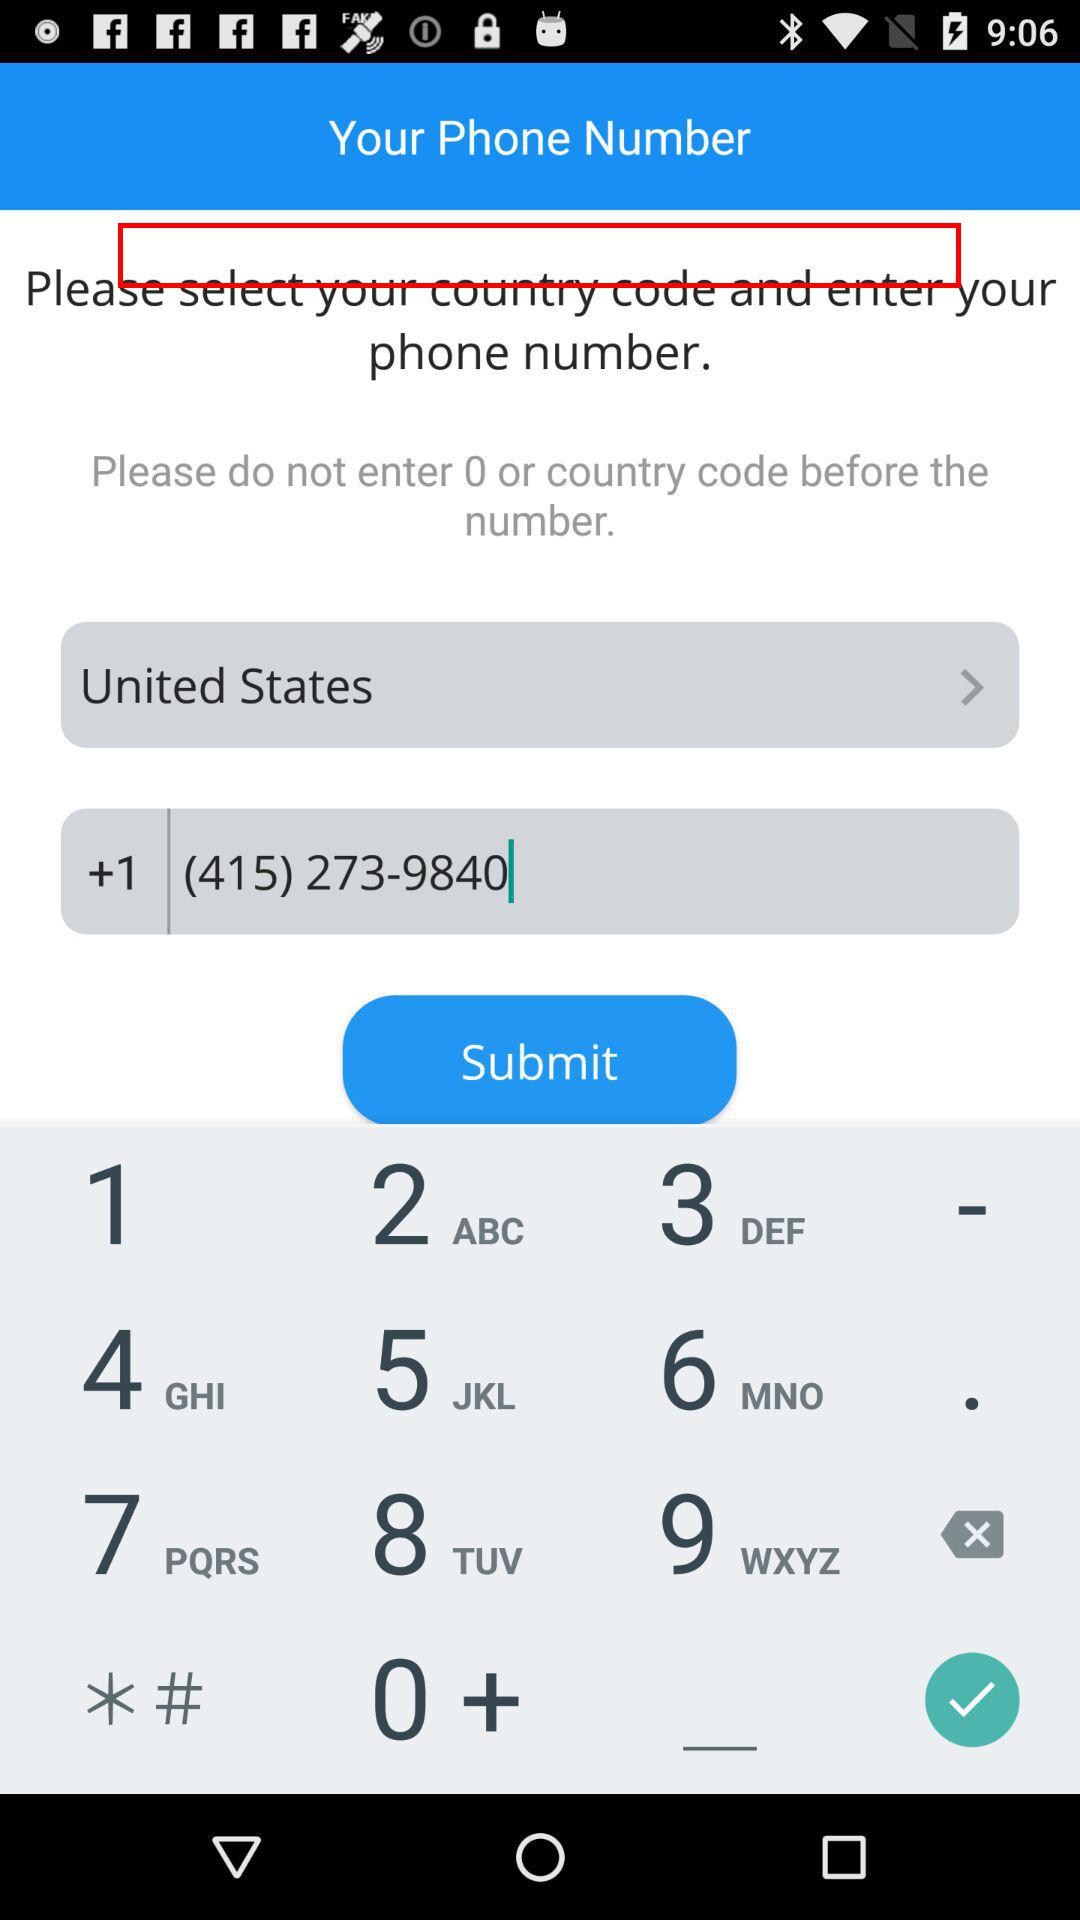 FAKE
9:06
Your Phone Number
Please select your country code and enter your
phone number.
Please do not enter 0 or country code before the
number.
United States
+1 (415) 273-9840
Submit
1 2 ABC 3 DEF -
4 GHI 5 JKL 6 MNO .
7 PQRS 8 TUV 9 WXYZ
* # 0 +